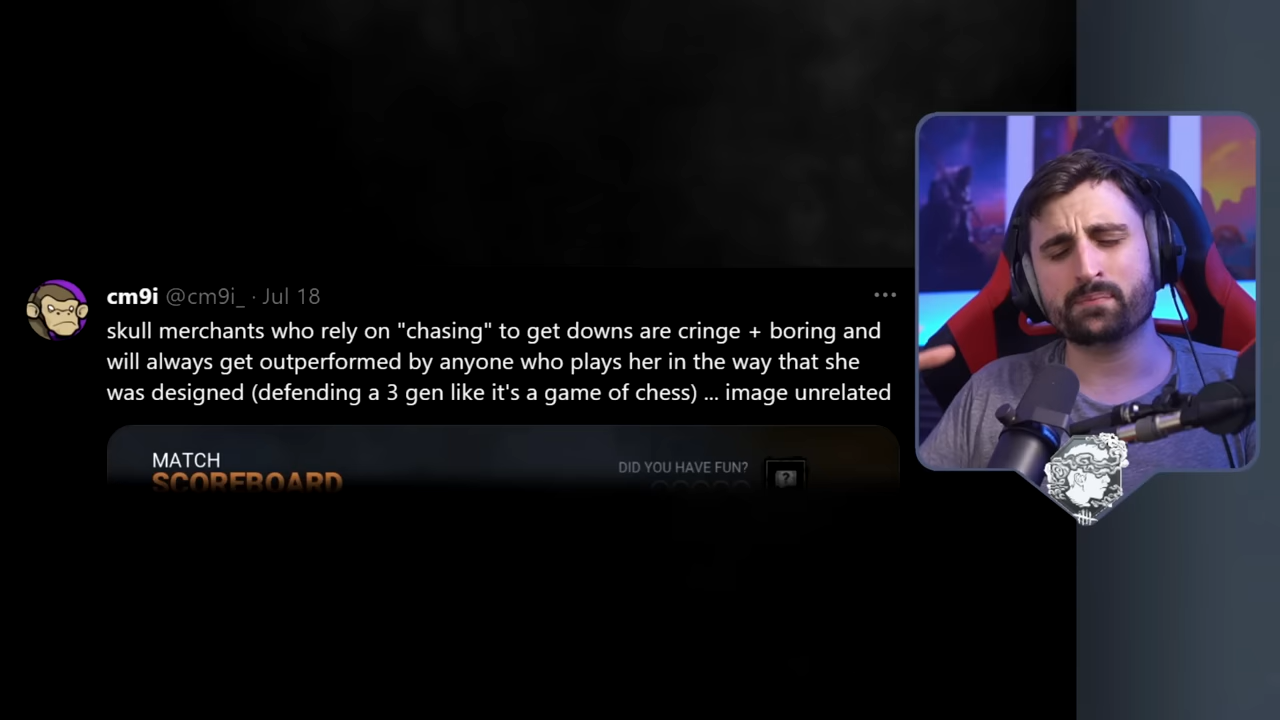 cm9i @cm9i_ · Jul 18
skull merchants who rely on "chasing" to get downs are cringe + boring and
will always get outperformed by anyone who plays her in the way that she
was designed (defending a 3 gen like it's a game of chess) ... image unrelated
MATCH
DID YOU HAVE FUN?
SCOREBOARD